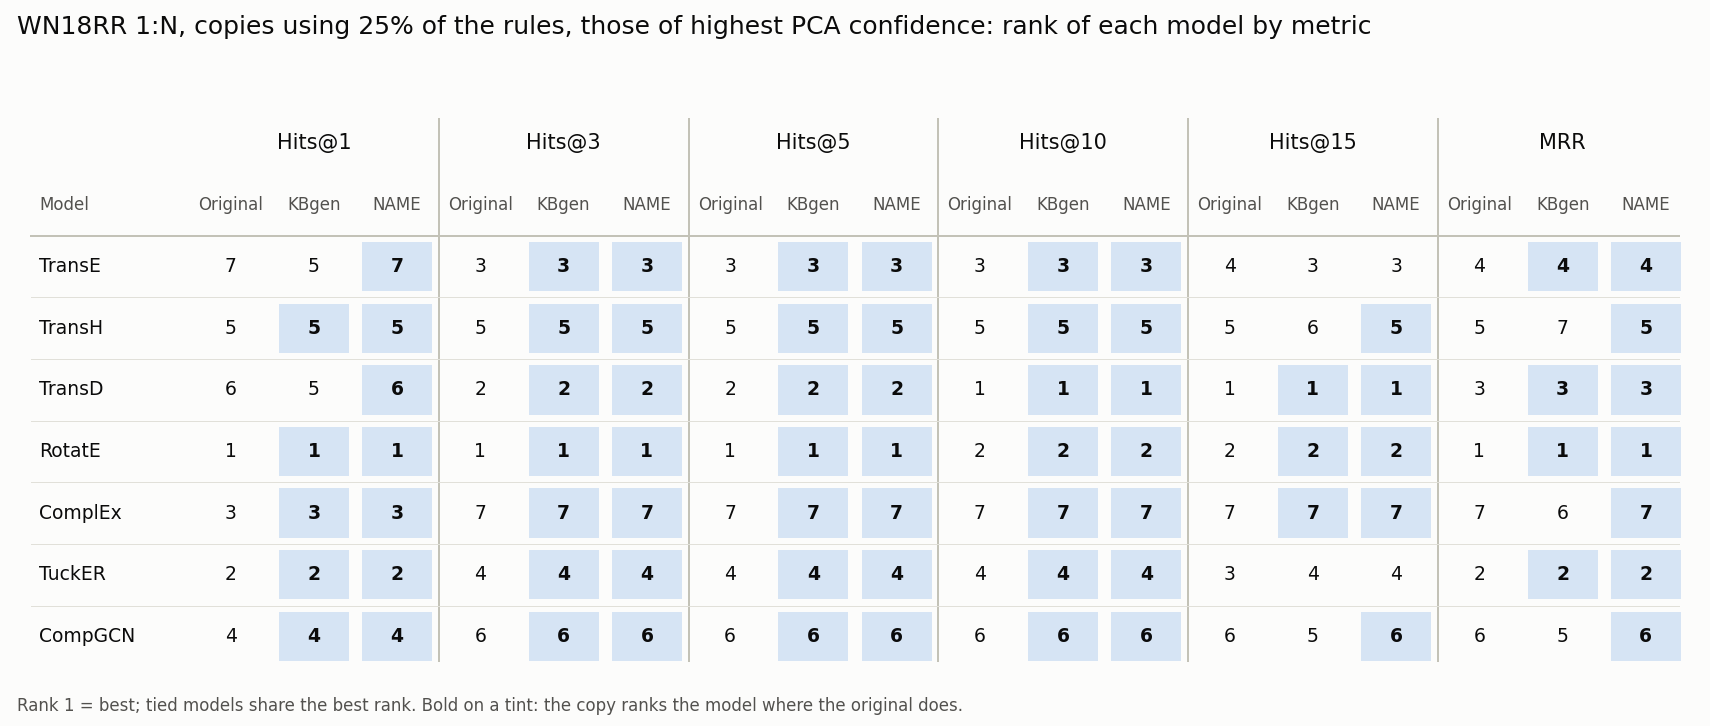 WN18RR 1:N, copies using 25% of the rules, those of highest PCA confidence: rank of each model by metric
Hits@1 Hits@3 Hits@5 Hits@10 Hits@15 MRR
Model Original KBgen NAME Original KBgen NAME Original KBgen NAME Original KBgen NAME Original KBgen NAME Original KBgen NAME
TransE 7 5 7 3 3 3 3 3 3 3 3 3 4 3 3 4 4 4
TransH 5 5 5 5 5 5 5 5 5 5 5 5 5 6 5 5 7 5
TransD 6 5 6 2 2 2 2 2 2 1 1 1 1 1 1 3 3 3
RotatE 1 1 1 1 1 1 1 1 1 2 2 2 2 2 2 1 1 1
ComplEx 3 3 3 7 7 7 7 7 7 7 7 7 7 7 7 7 6 7
TuckER 2 2 2 4 4 4 4 4 4 4 4 4 3 4 4 2 2 2
CompGCN 4 4 4 6 6 6 6 6 6 6 6 6 6 5 6 6 5 6
Rank 1 = best; tied models share the best rank. Bold on a tint: the copy ranks the model where the original does.